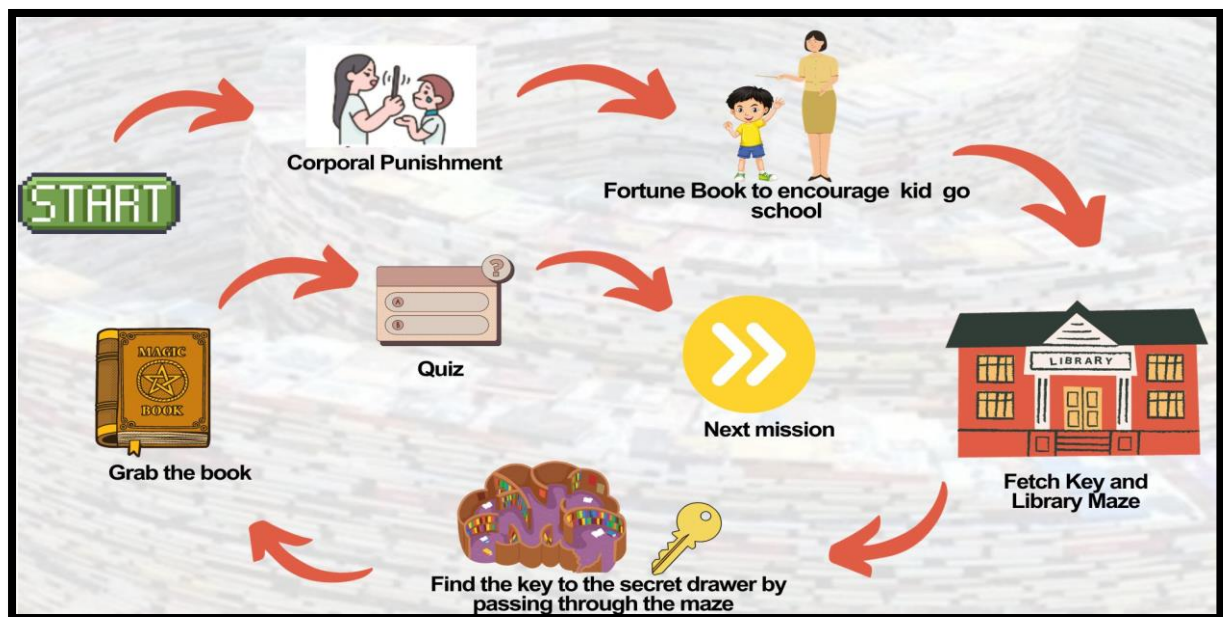 START
Corporal Punishment
Fortune Book to encourage kid go
school
LIBRARY
Fetch Key and
Library Maze
Find the key to the secret drawer by
passing through the maze
MAGIC
BOOK
Grab the book
?
A
B
Quiz
Next mission